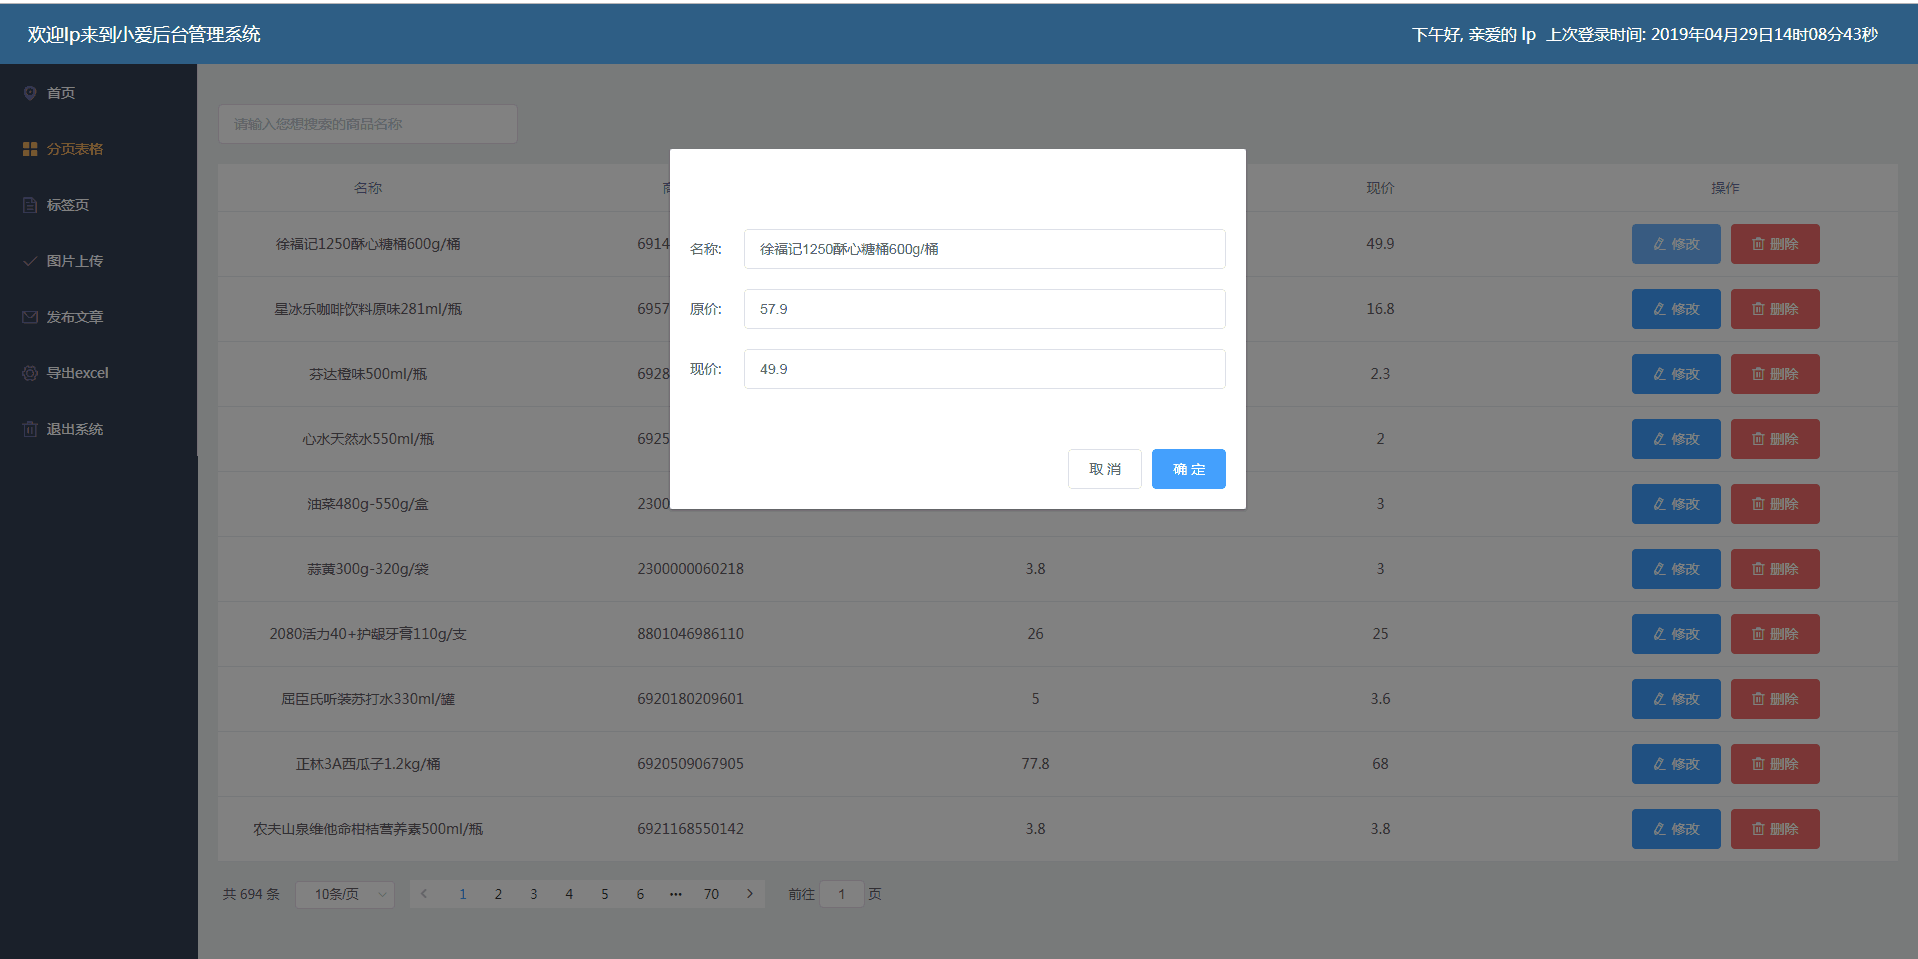 欢迎lp来到小爱后台管理系统
下午好, 亲爱的 lp 上次登录时间: 2019年04月29日14时08分43秒
首页
分页表格
标签页
图片上传
发布文章
导出excel
退出系统
请输入您想搜索的商品名称
名称 现价 操作
徐福记1250酥心糖桶600g/桶 6914 49.9 修改 删除
星冰乐咖啡饮料原味281ml/瓶 6957 16.8 修改 删除
芬达橙味500ml/瓶 6928 2.3 修改 删除
心水天然水550ml/瓶 6925 2 修改 删除
油菜480g-550g/盒 2300 3 修改 删除
蒜黄300g-320g/袋 2300000060218 3.8 3 修改 删除
2080活力40+护龈牙膏110g/支 8801046986110 26 25 修改 删除
屈臣氏听装苏打水330ml/罐 6920180209601 5 3.6 修改 删除
正林3A西瓜子1.2kg/桶 6920509067905 77.8 68 修改 删除
农夫山泉维他命柑桔营养素500ml/瓶 6921168550142 3.8 3.8 修改 删除
共 694 条 10条/页 1 2 3 4 5 6 ••• 70 前往 1 页
名称: 徐福记1250酥心糖桶600g/桶
原价: 57.9
现价: 49.9
取 消 确 定